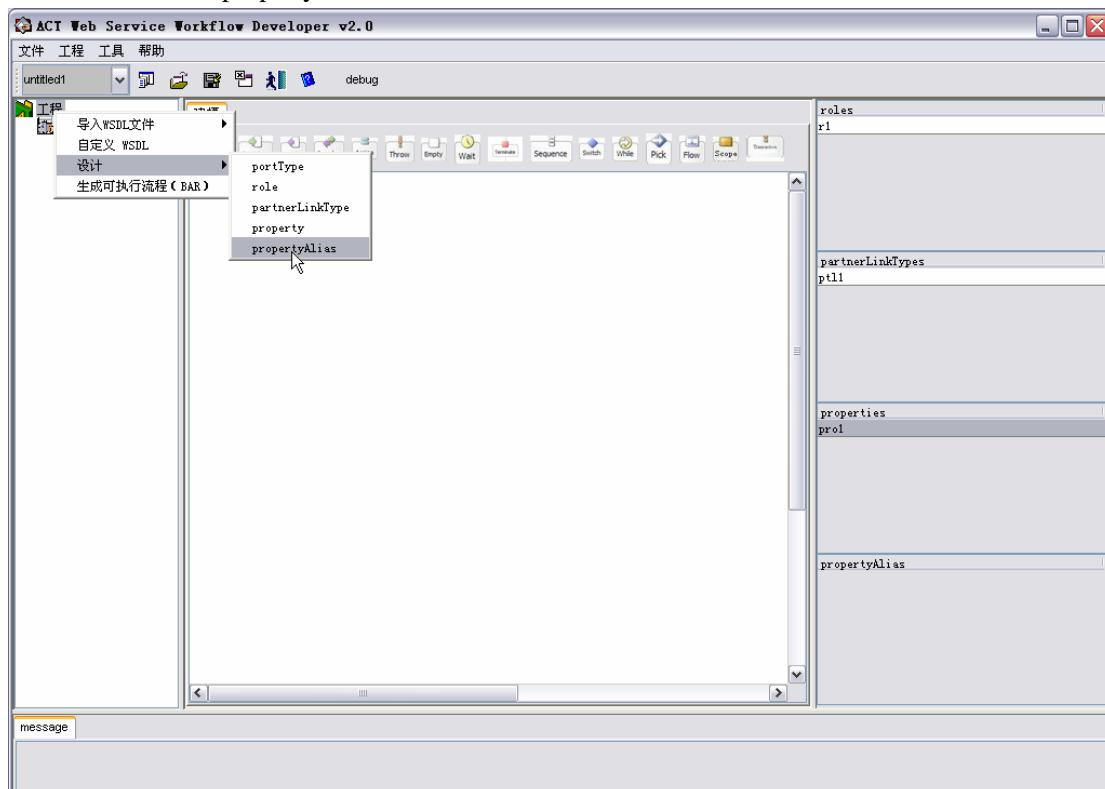 ACT Web Service Workflow Developer v2.0
文件 工程 工具 帮助
untitled1 debug
工程
导入WSDL文件
自定义 WSDL
设计
生成可执行流程(BAR)
portType
role
partnerLinkType
property
propertyAlias
Throw Empty Wait Terminate Sequence Switch While Pick Flow Scope
roles
r1
partnerLinkTypes
ptl1
properties
pro1
propertyAlias
message